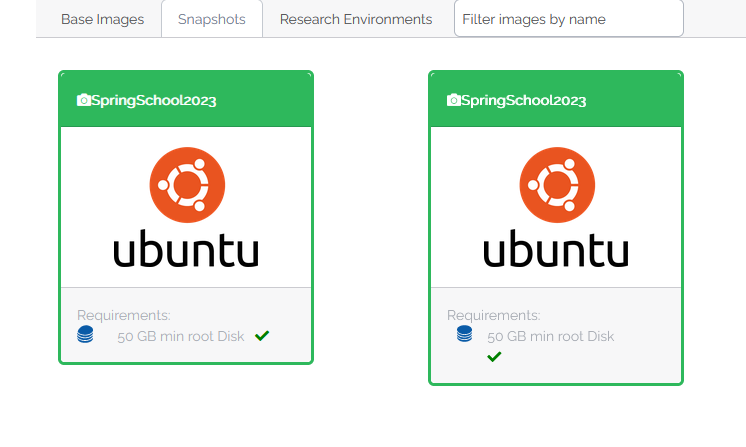 Base Images Snapshots Research Environments Filter images by name
SpringSchool2023
ubuntu
Requirements:
50 GB min root Disk
SpringSchool2023
ubuntu
Requirements:
50 GB min root Disk